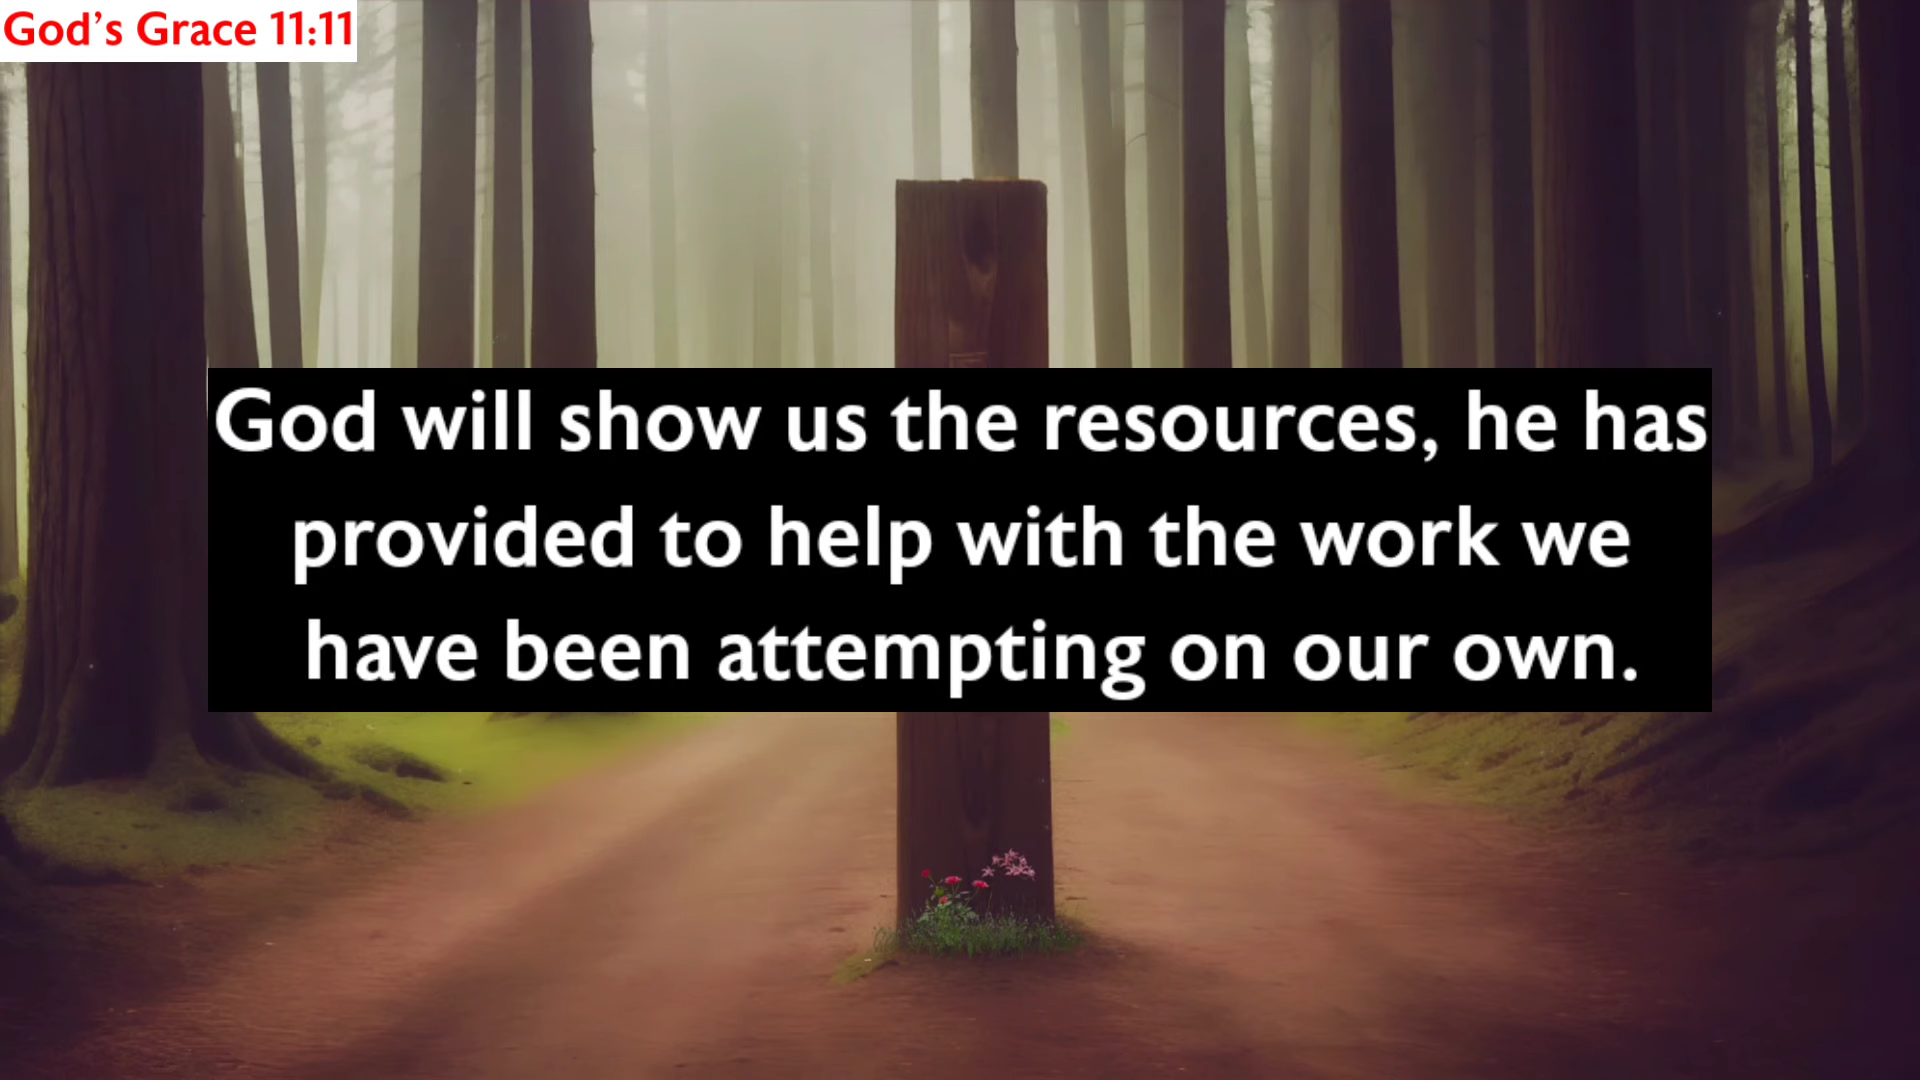 God's Grace 11:11
God will show us the resources, he has
provided to help with the work we
have been attempting on our own.